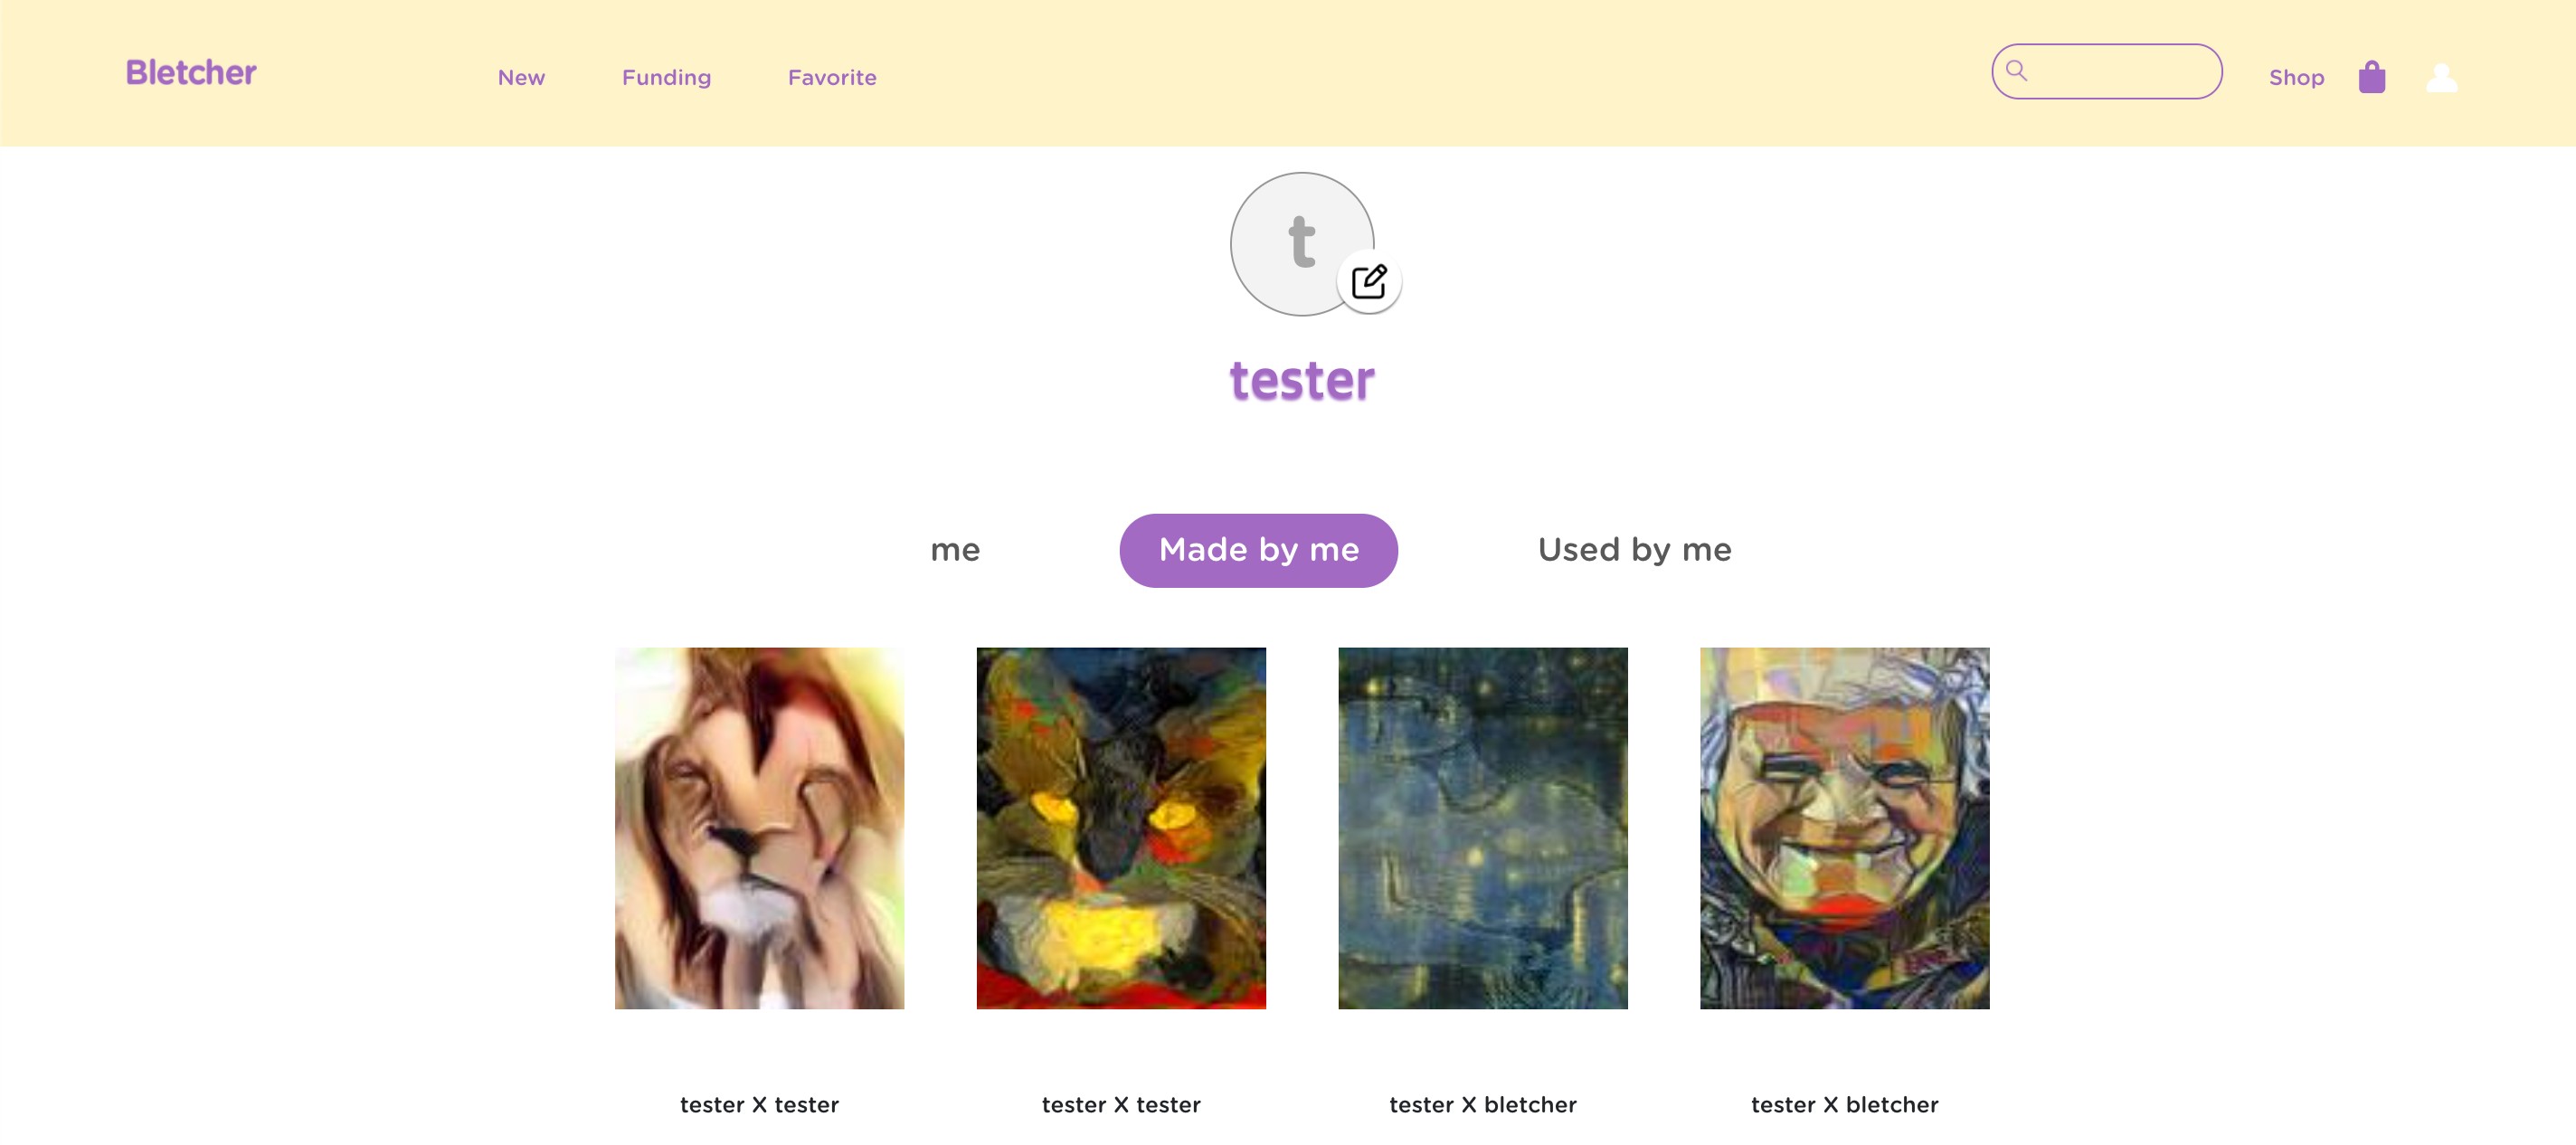 Bletcher New Funding Favorite Shop
t
tester
me Made by me Used by me
tester X tester tester X tester tester X bletcher tester X bletcher